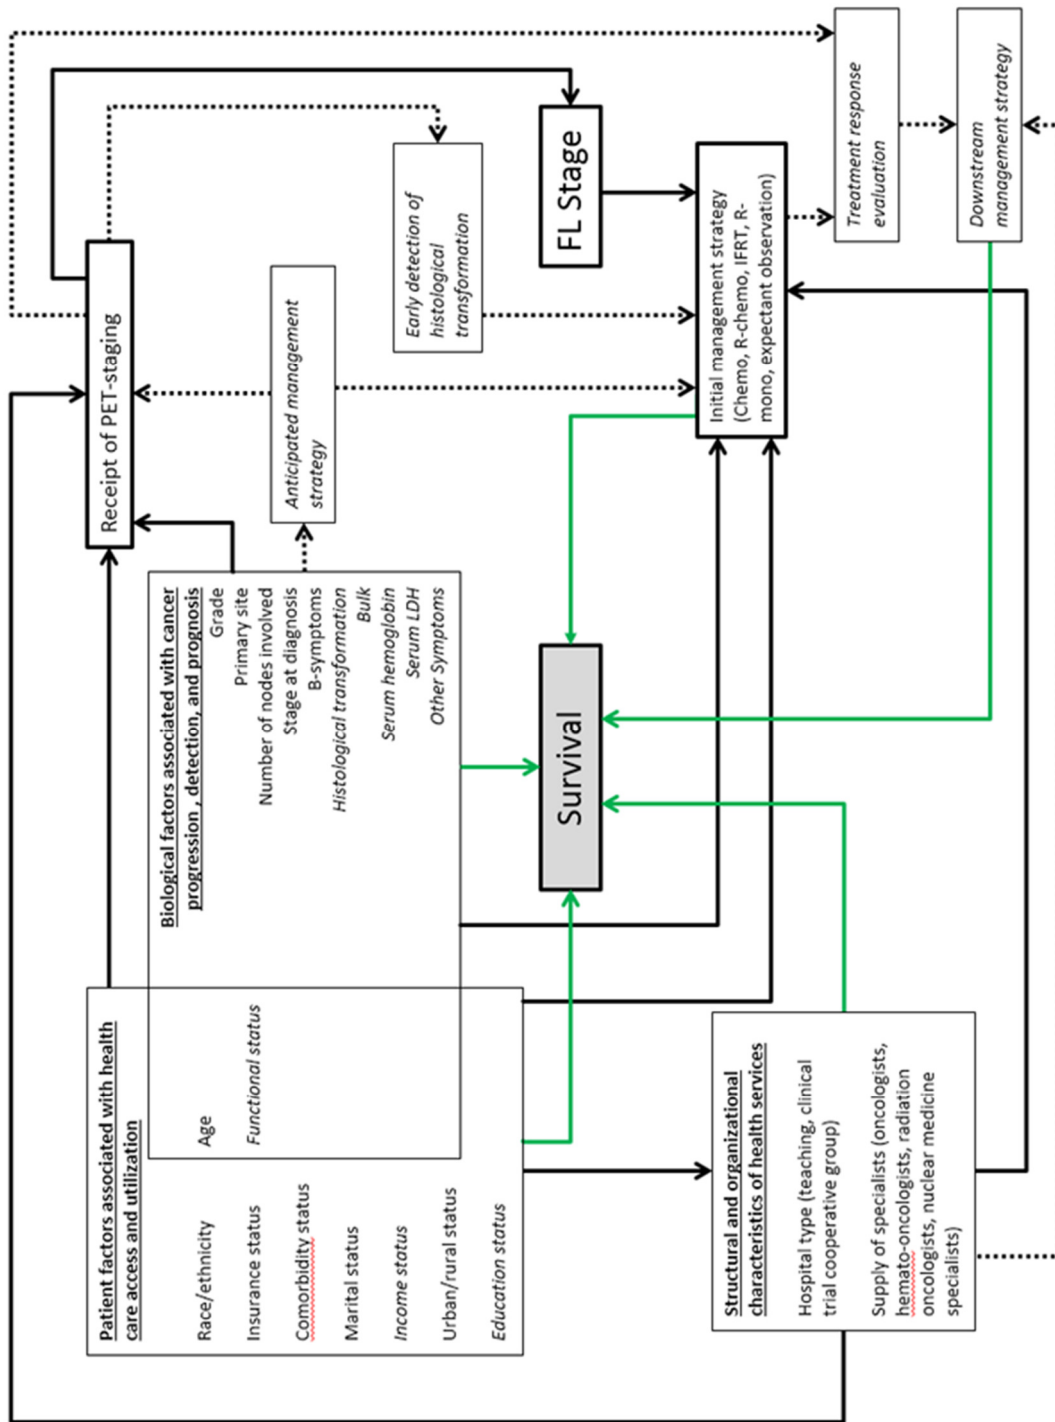 Patient factors associated with health
care access and utilization
Race/ethnicity
Insurance status
Comorbidity status
Marital status
Income status
Urban/rural status
Education status
Age
Functional status
Biological factors associated with cancer
progression , detection, and prognosis
Grade
Primary site
Number of nodes involved
Stage at diagnosis
B-symptoms
Histological transformation
Bulk
Serum hemoglobin
Serum LDH
Other Symptoms
Receipt of PET-staging
Anticipated management
strategy
Early detection of
histological
transformation
FL Stage
Survival
Structural and organizational
characteristics of health services
Hospital type (teaching, clinical
trial cooperative group)
Supply of specialists (oncologists,
hemato-oncologists, radiation
oncologists, nuclear medicine
specialists)
Initial management strategy
(Chemo, R-chemo, IFRT, R-
mono, expectant observation)
Treatment response
evaluation
Downstream
management strategy